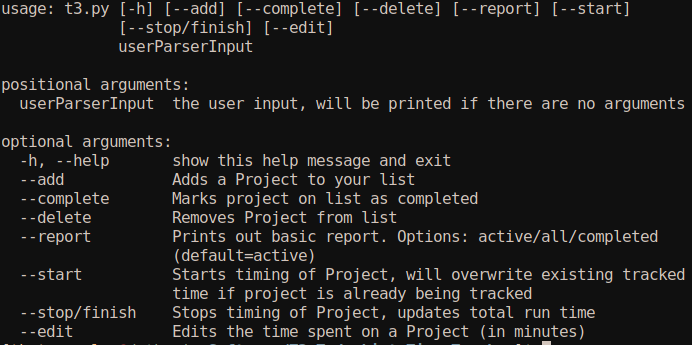 usage: t3.py [-h] [--add] [--complete] [--delete] [--report] [--start]
[--stop/finish] [--edit]
userParserInput
positional arguments:
userParserInput the user input, will be printed if there are no arguments
optional arguments:
-h, --help show this help message and exit
--add Adds a Project to your list
--complete Marks project on list as completed
--delete Removes Project from list
--report Prints out basic report. Options: active/all/completed
(default=active)
--start Starts timing of Project, will overwrite existing tracked
time if project is already being tracked
--stop/finish Stops timing of Project, updates total run time
--edit Edits the time spent on a Project (in minutes)